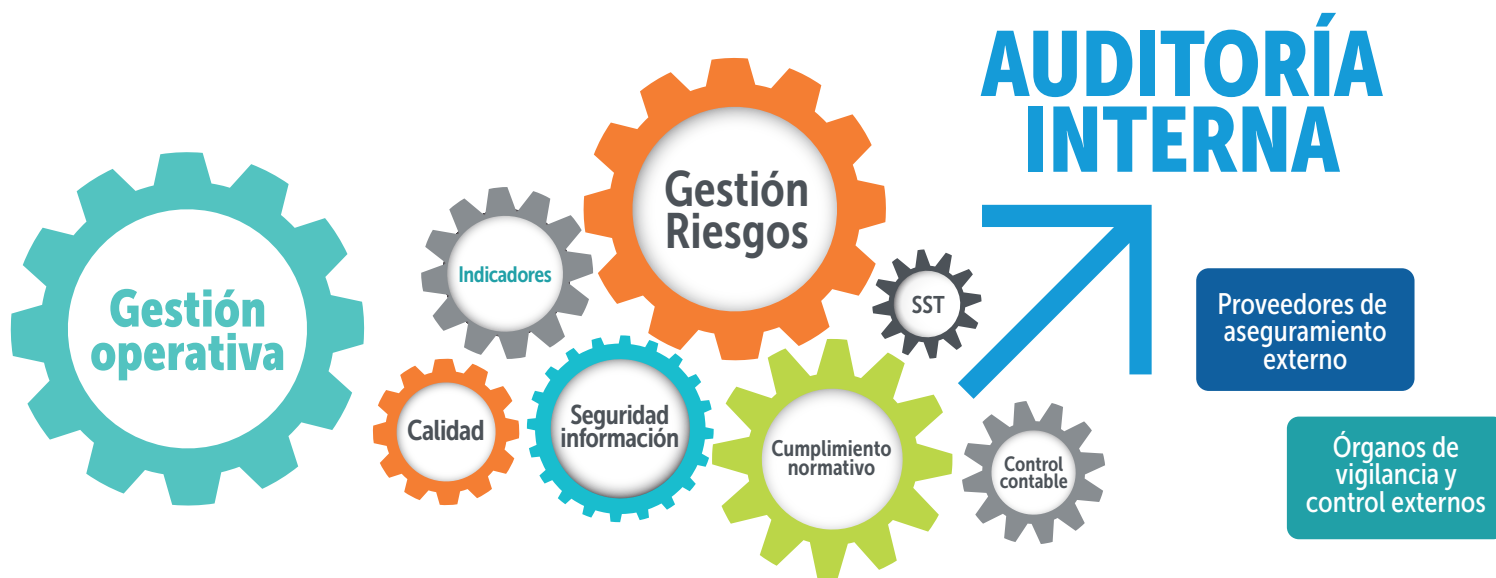 AUDITORÍA
INTERNA
Gestión
operativa
Indicadores
Gestión
Riesgos
SST
Calidad
Seguridad
información
Cumplimiento
normativo
Control
contable
Proveedores de
aseguramiento
externo
Órganos de
vigilancia y
control externos